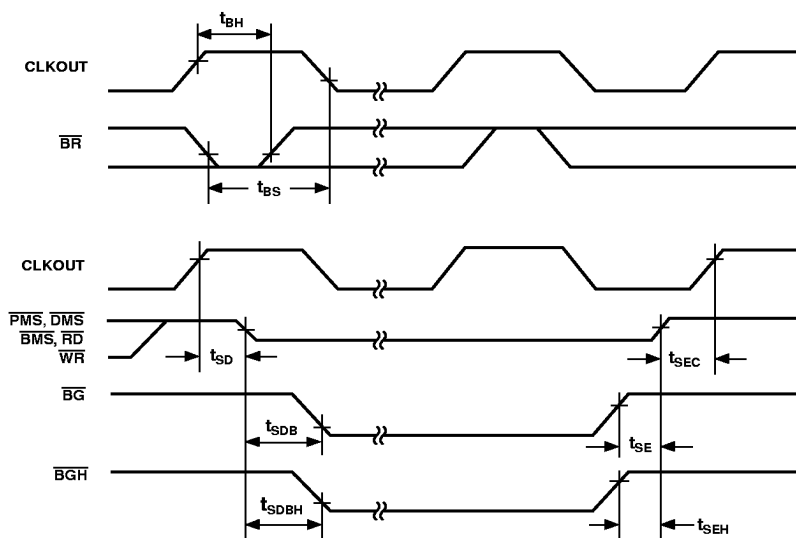 tBH
CLKOUT
BR
tBS
CLKOUT
PMS, DMS
BMS, RD
WR
tSD
tSEC
BG
tSDB
tSE
BGH
tSDBH
tSEH